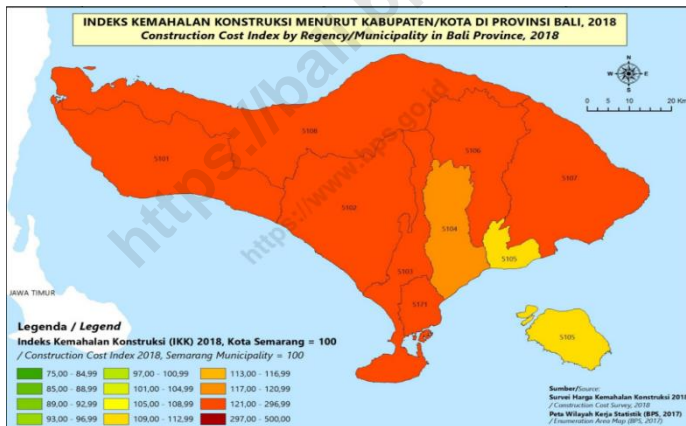 INDEKS KEMAHALAN KONSTRUKSI MENURUT KABUPATEN/KOTA DI PROVINSI BALI, 2018
Construction Cost Index by Regency/Municipality in Bali Province, 2018
N
W E
S
0 5 10 20 Km
5108
5101
5106
5107
5102
5104
5105
5103
5171
5105
https://www.bps.go.id
https://bali.b
JAWA TIMUR
Legenda / Legend
Indeks Kemahalan Konstruksi (IKK) 2018, Kota Semarang = 100
/ Construction Cost Index 2018, Semarang Municipality = 100
75,00 - 84,99 97,00 - 100,99 113,00 - 116,99
85,00 - 88,99 101,00 - 104,99 117,00 - 120,99
89,00 - 92,99 105,00 - 108,99 121,00 - 296,99
93,00 - 96,99 109,00 - 112,99 297,00 - 500,00
Sumber/Source:
Survei Harga Kemahalan Konstruksi 2018
/ Construction Cost Survey, 2018
Peta Wilayah Kerja Statistik (BPS, 2017)
/ Enumeration Area Map (BPS, 2017)